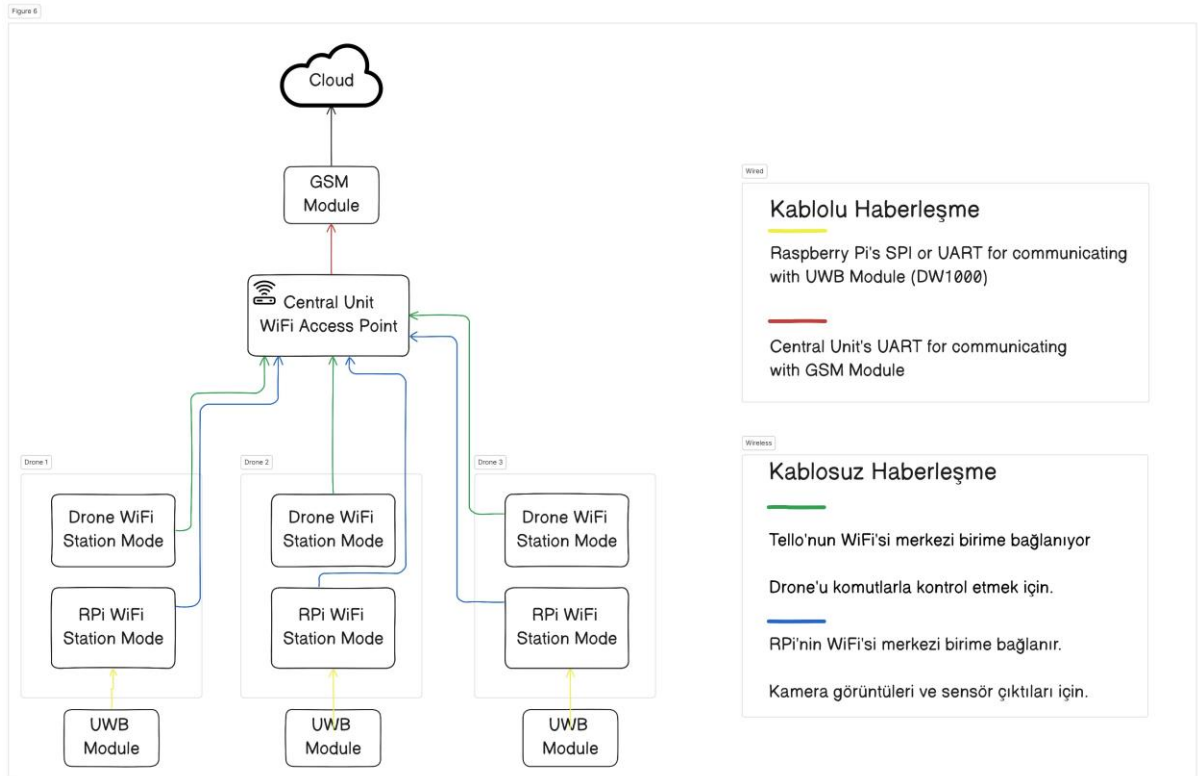 Figure 6
Cloud
GSM
Module
Central Unit
WiFi Access Point
Drone 1
Drone WiFi
Station Mode
RPi WiFi
Station Mode
UWB
Module
Drone 2
Drone WiFi
Station Mode
RPi WiFi
Station Mode
UWB
Module
Drone 3
Drone WiFi
Station Mode
RPi WiFi
Station Mode
UWB
Module
Wired
Kablolu Haberleşme
Raspberry Pi's SPI or UART for communicating
with UWB Module (DW1000)
Central Unit's UART for communicating
with GSM Module
Wireless
Kablosuz Haberleşme
Tello'nun WiFi'si merkezi birime bağlanıyor
Drone'u komutlarla kontrol etmek için.
RPi'nin WiFi'si merkezi birime bağlanır.
Kamera görüntüleri ve sensör çıktıları için.